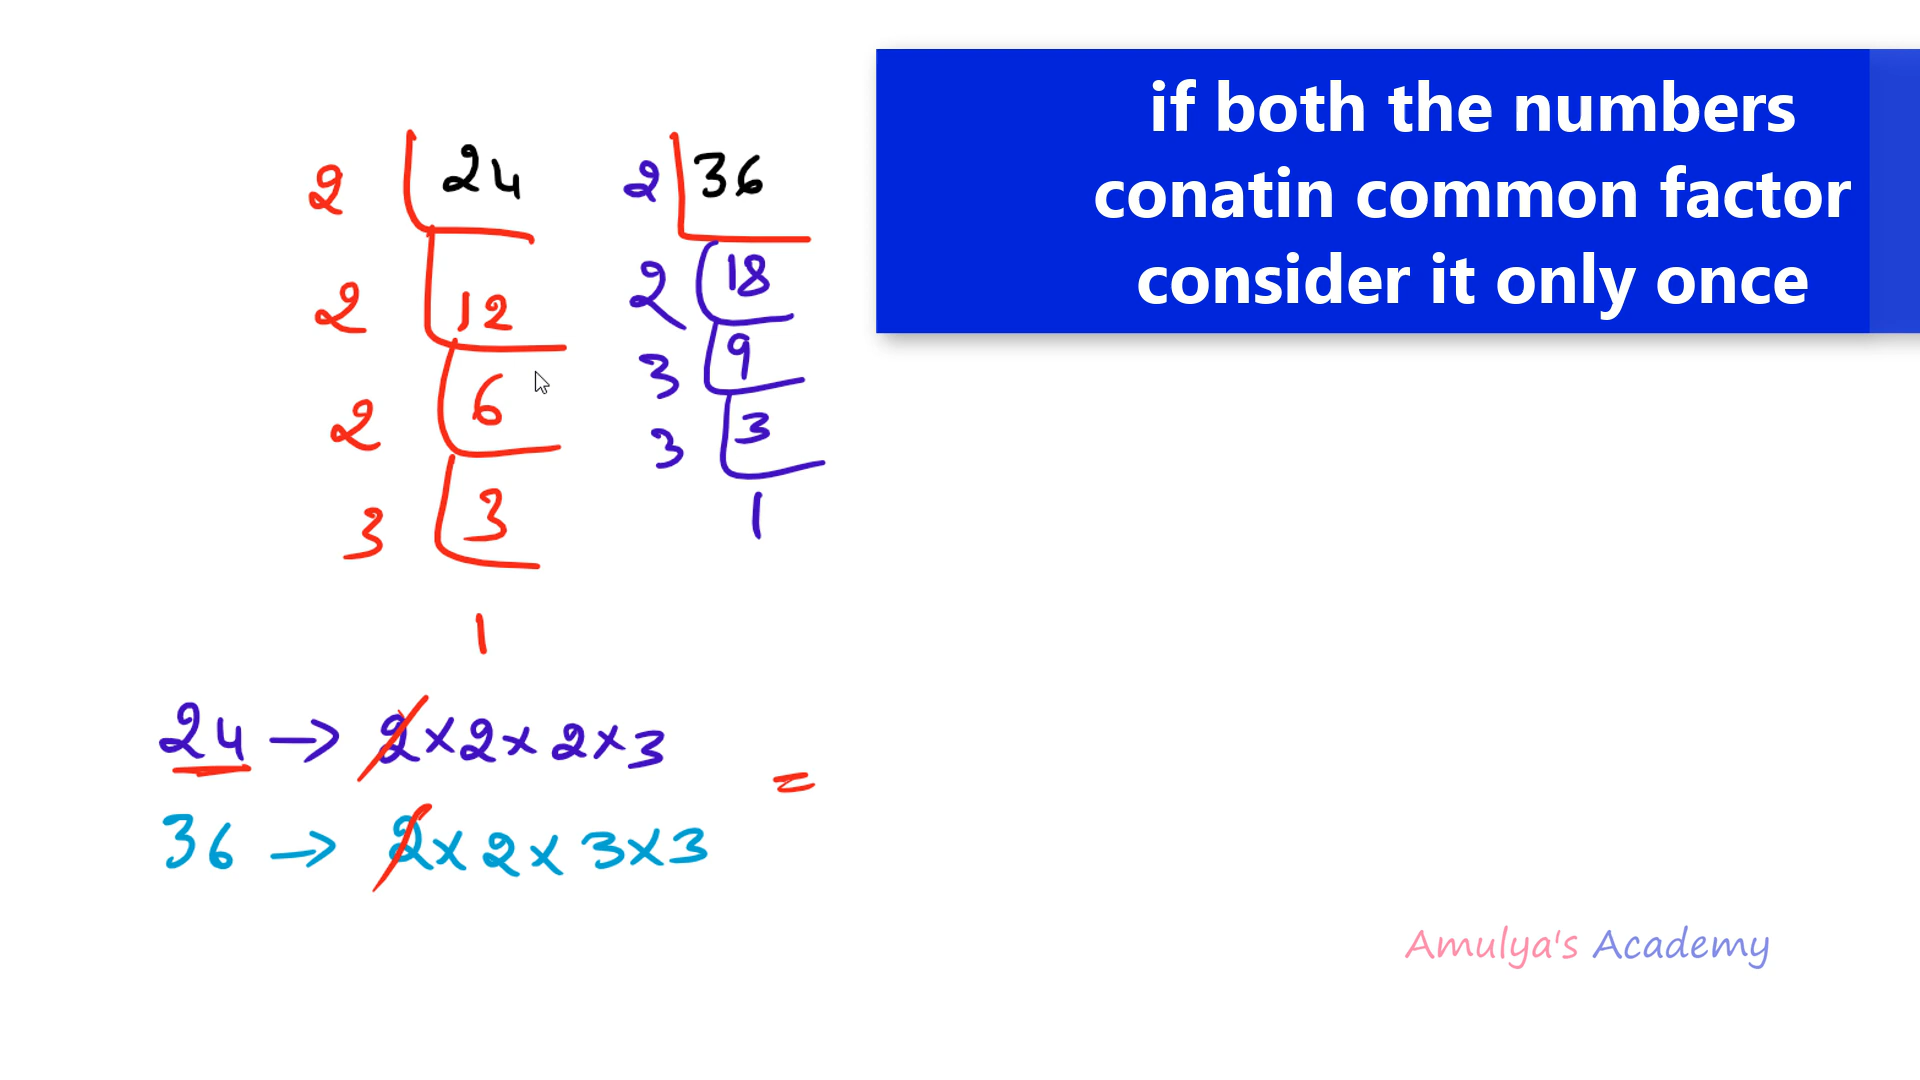 if both the numbers
conatin common factor
consider it only once
2 24
2 12
2 6
3 3
1
2 36
2 18
3 9
3 3
1
24 → 2 × 2 × 2 × 3
=
36 → 2 × 2 × 3 × 3
Amulya's Academy